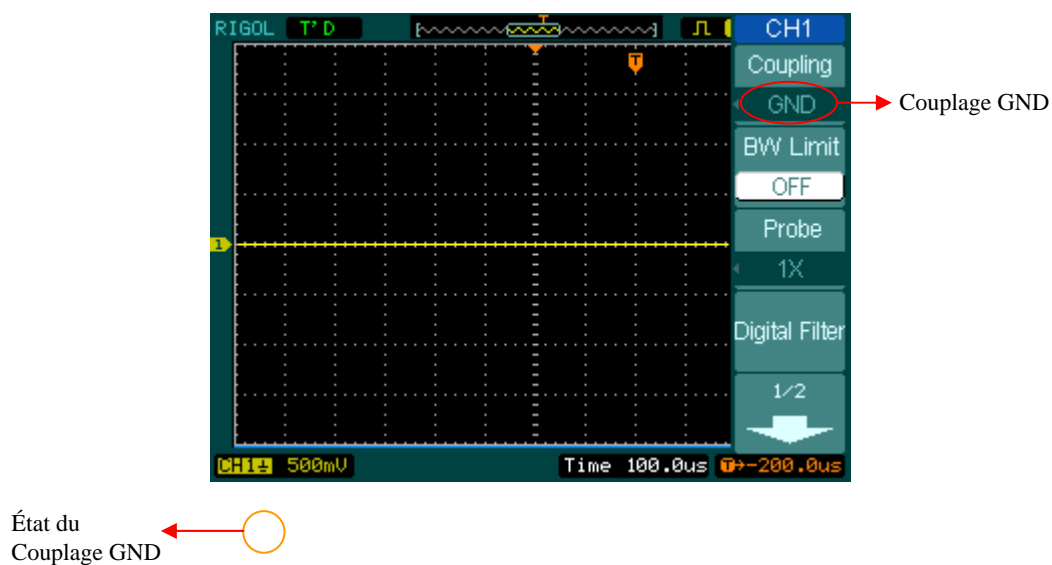 RIGOL T'D T CH1
Coupling
GND
Couplage GND
BW Limit
OFF
Probe
1X
Digital Filter
1/2
T
1
CH1 500mV Time 100.0us T→-200.0us
État du
Couplage GND